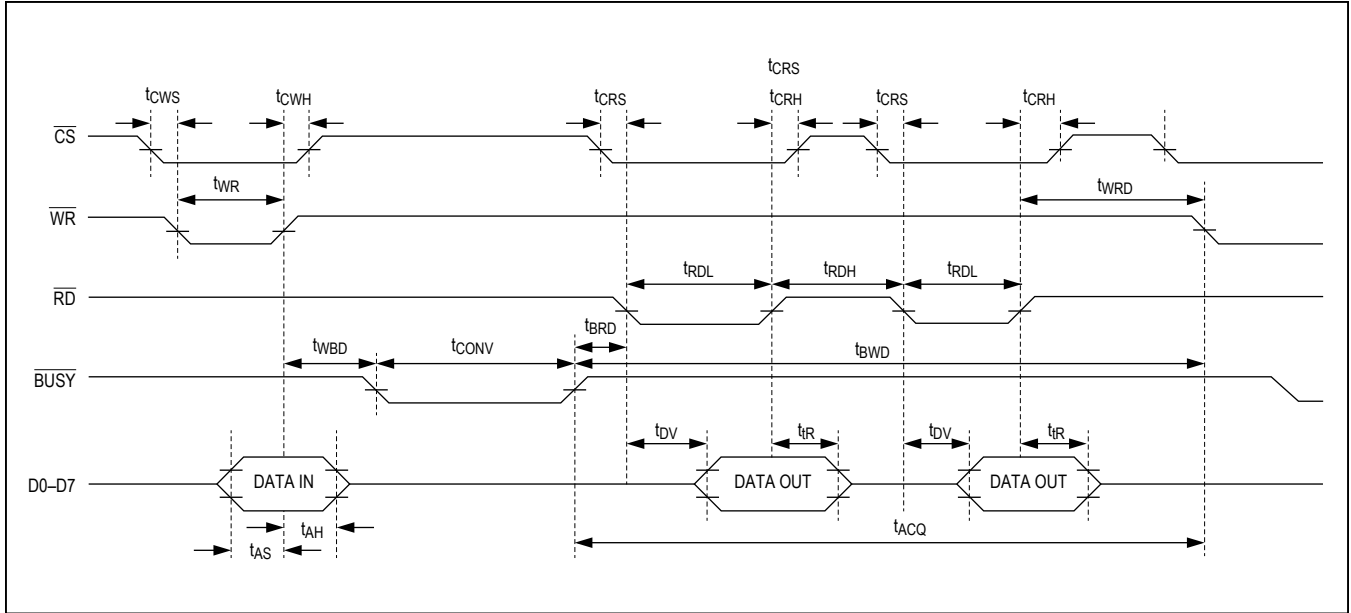 tCRS
tCWS tCWH tCRS tCRH tCRS tCRH
CS
tWR tWRD
WR
tRDL tRDH tRDL
RD
tBRD
tWBD tCONV tBWD
BUSY
tDV ttR tDV ttR
D0–D7 DATA IN DATA OUT DATA OUT
tAH
tACQ
tAS